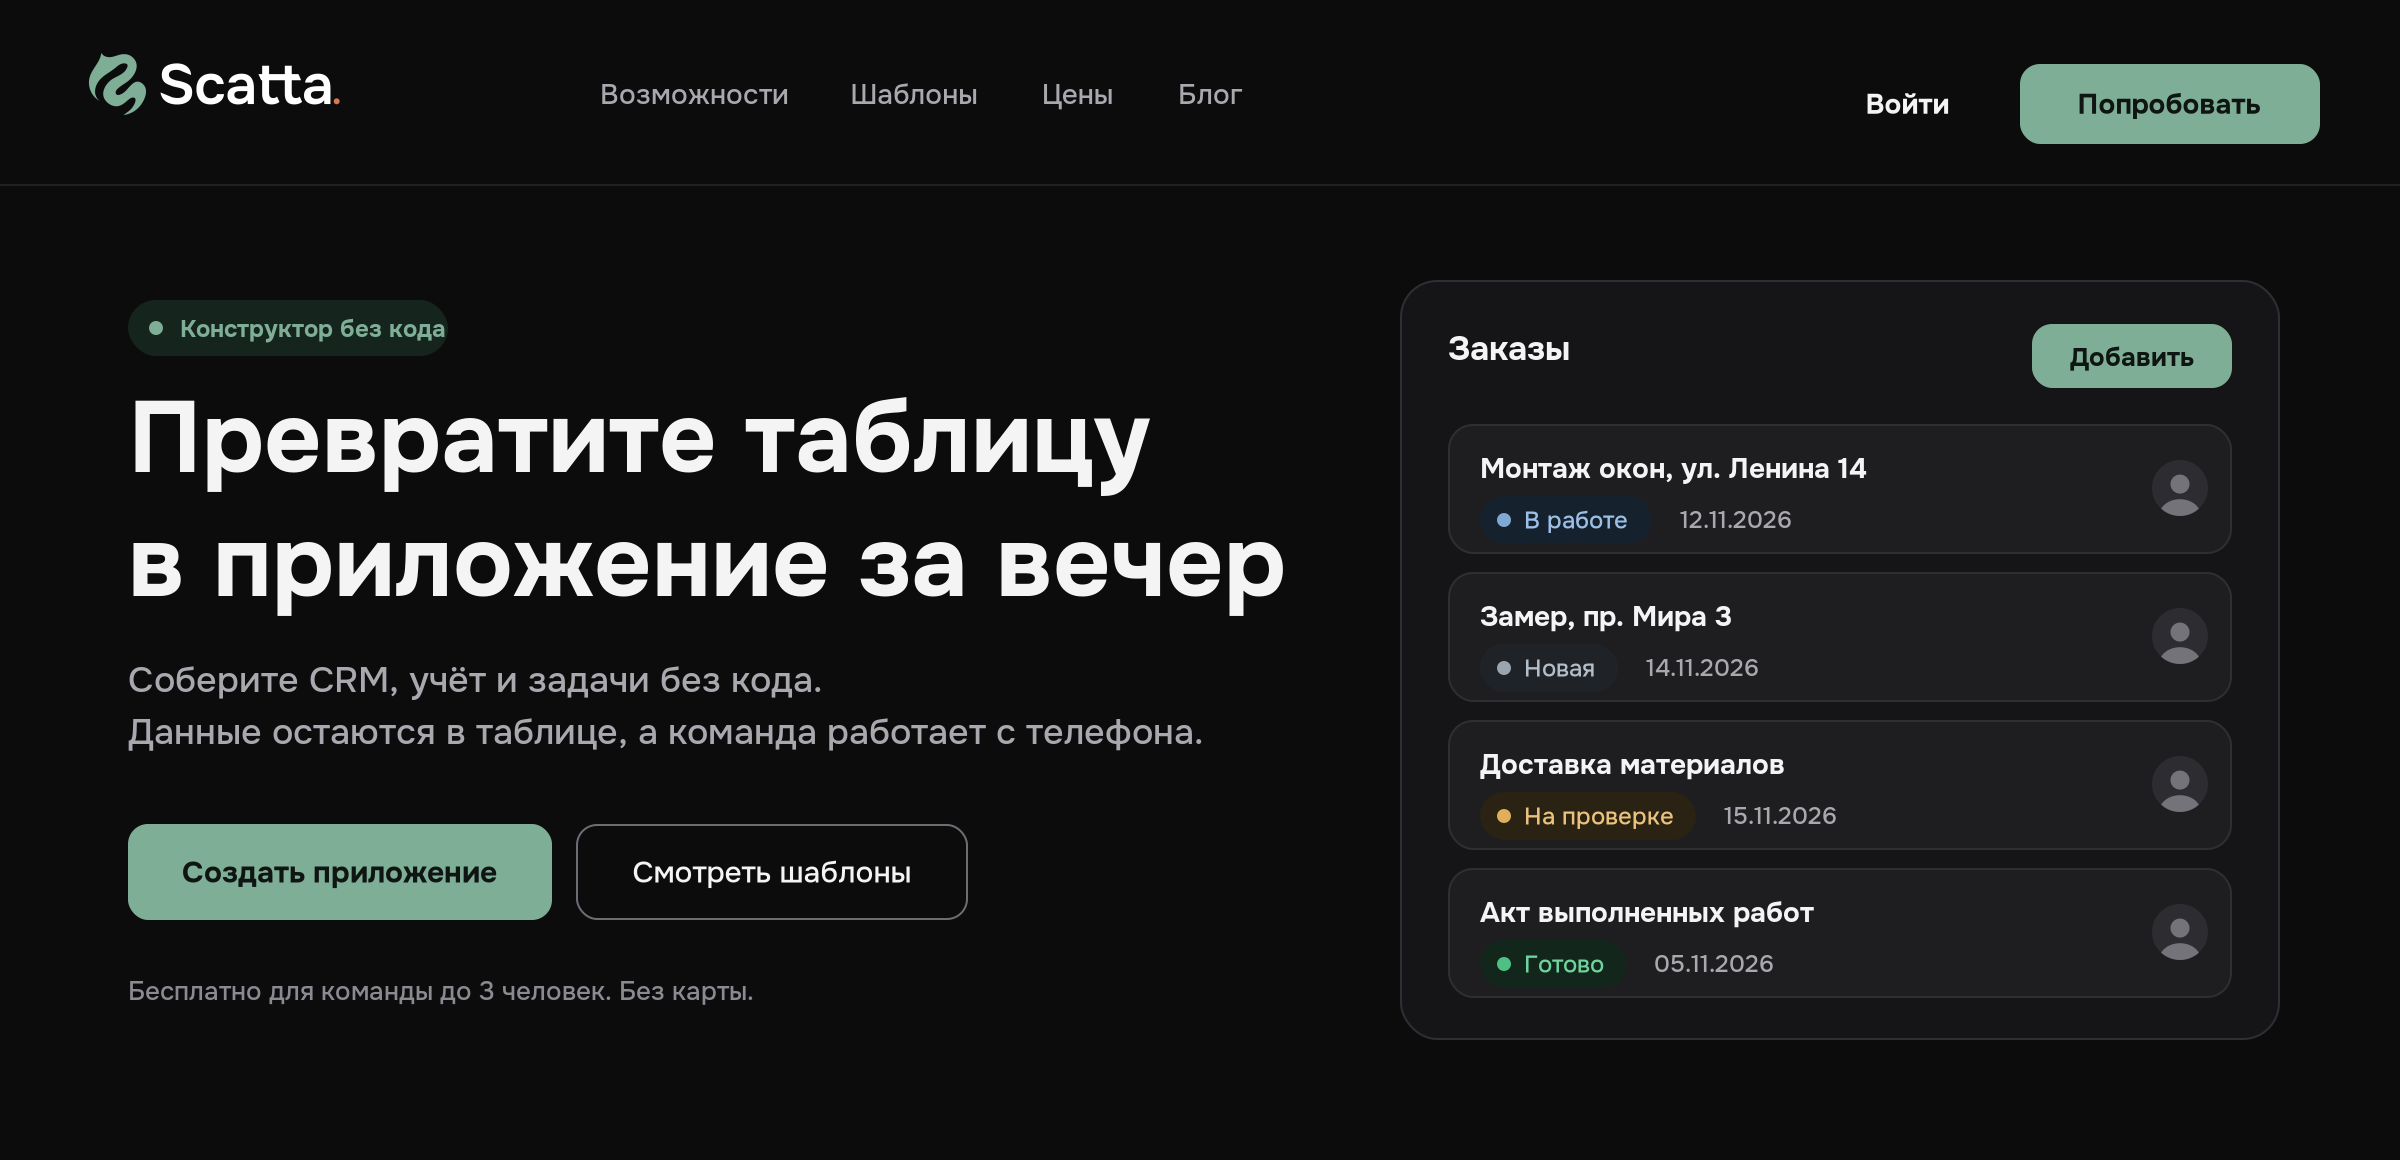 Scatta.
Возможности
Шаблоны
Цены
Блог
Войти
Попробовать
Конструктор без кода
Превратите таблицу
в приложение за вечер
Соберите CRM, учёт и задачи без кода.
Данные остаются в таблице, а команда работает с телефона.
Создать приложение
Смотреть шаблоны
Бесплатно для команды до 3 человек. Без карты.
Заказы
Добавить
Монтаж окон, ул. Ленина 14
В работе
12.11.2026
Замер, пр. Мира 3
Новая
14.11.2026
Доставка материалов
На проверке
15.11.2026
Акт выполненных работ
Готово
05.11.2026